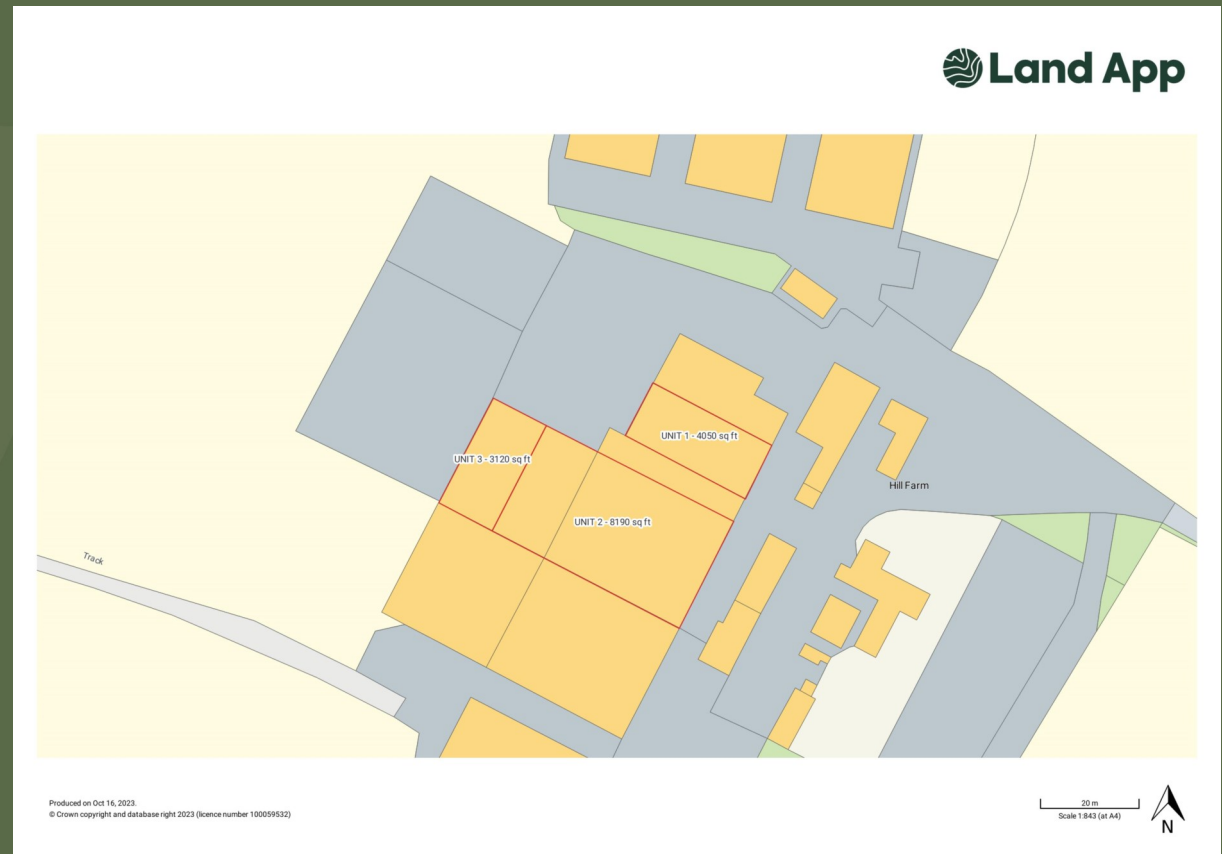 Land App
UNIT 1 - 4050 sq ft
UNIT 3 - 3120 sq ft
Hill Farm
UNIT 2 - 8190 sq ft
Track
Produced on Oct 16, 2023.
© Crown copyright and database right 2023 (licence number 100059532)
20 m
Scale 1:843 (at A4)
N